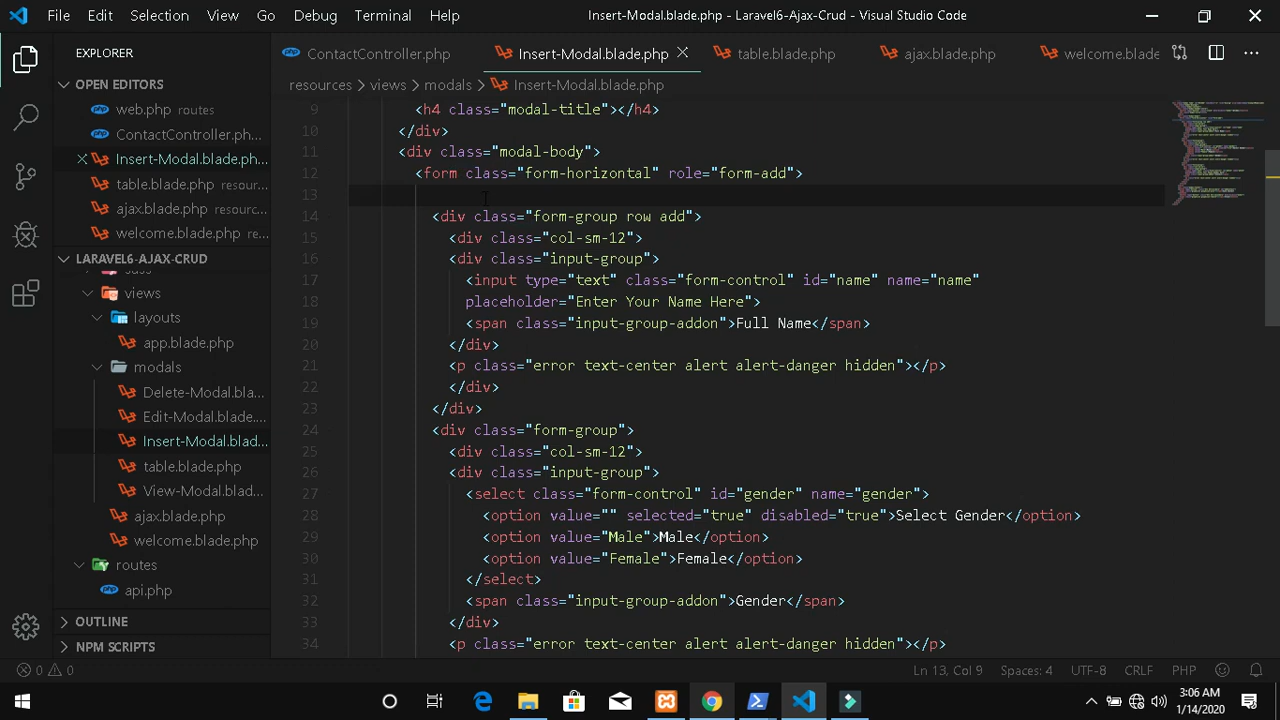 File Edit Selection View Go Debug Terminal Help
Insert-Modal.blade.php - Laravel6-Ajax-Crud - Visual Studio Code
EXPLORER
OPEN EDITORS
web.php routes
ContactController.ph...
Insert-Modal.blade.ph...
table.blade.php resour...
ajax.blade.php resourc...
welcome.blade.php re...
LARAVEL6-AJAX-CRUD
views
layouts
app.blade.php
modals
Delete-Modal.bla...
Edit-Modal.blade...
Insert-Modal.blad...
table.blade.php
View-Modal.blad...
ajax.blade.php
welcome.blade.php
routes
api.php
OUTLINE
NPM SCRIPTS
ContactController.php Insert-Modal.blade.php table.blade.php ajax.blade.php welcome.blade
resources > views > modals > Insert-Modal.blade.php
9 <h4 class="modal-title"></h4>
10 </div>
11 <div class="modal-body">
12 <form class="form-horizontal" role="form-add">
13
14 <div class="form-group row add">
15 <div class="col-sm-12">
16 <div class="input-group">
17 <input type="text" class="form-control" id="name" name="name"
18 placeholder="Enter Your Name Here">
19 <span class="input-group-addon">Full Name</span>
20 </div>
21 <p class="error text-center alert alert-danger hidden"></p>
22 </div>
23 </div>
24 <div class="form-group">
25 <div class="col-sm-12">
26 <div class="input-group">
27 <select class="form-control" id="gender" name="gender">
28 <option value="" selected="true" disabled="true">Select Gender</option>
29 <option value="Male">Male</option>
30 <option value="Female">Female</option>
31 </select>
32 <span class="input-group-addon">Gender</span>
33 </div>
34 <p class="error text-center alert alert-danger hidden"></p>
0 0 Ln 13, Col 9 Spaces: 4 UTF-8 CRLF PHP
3:06 AM
1/14/2020